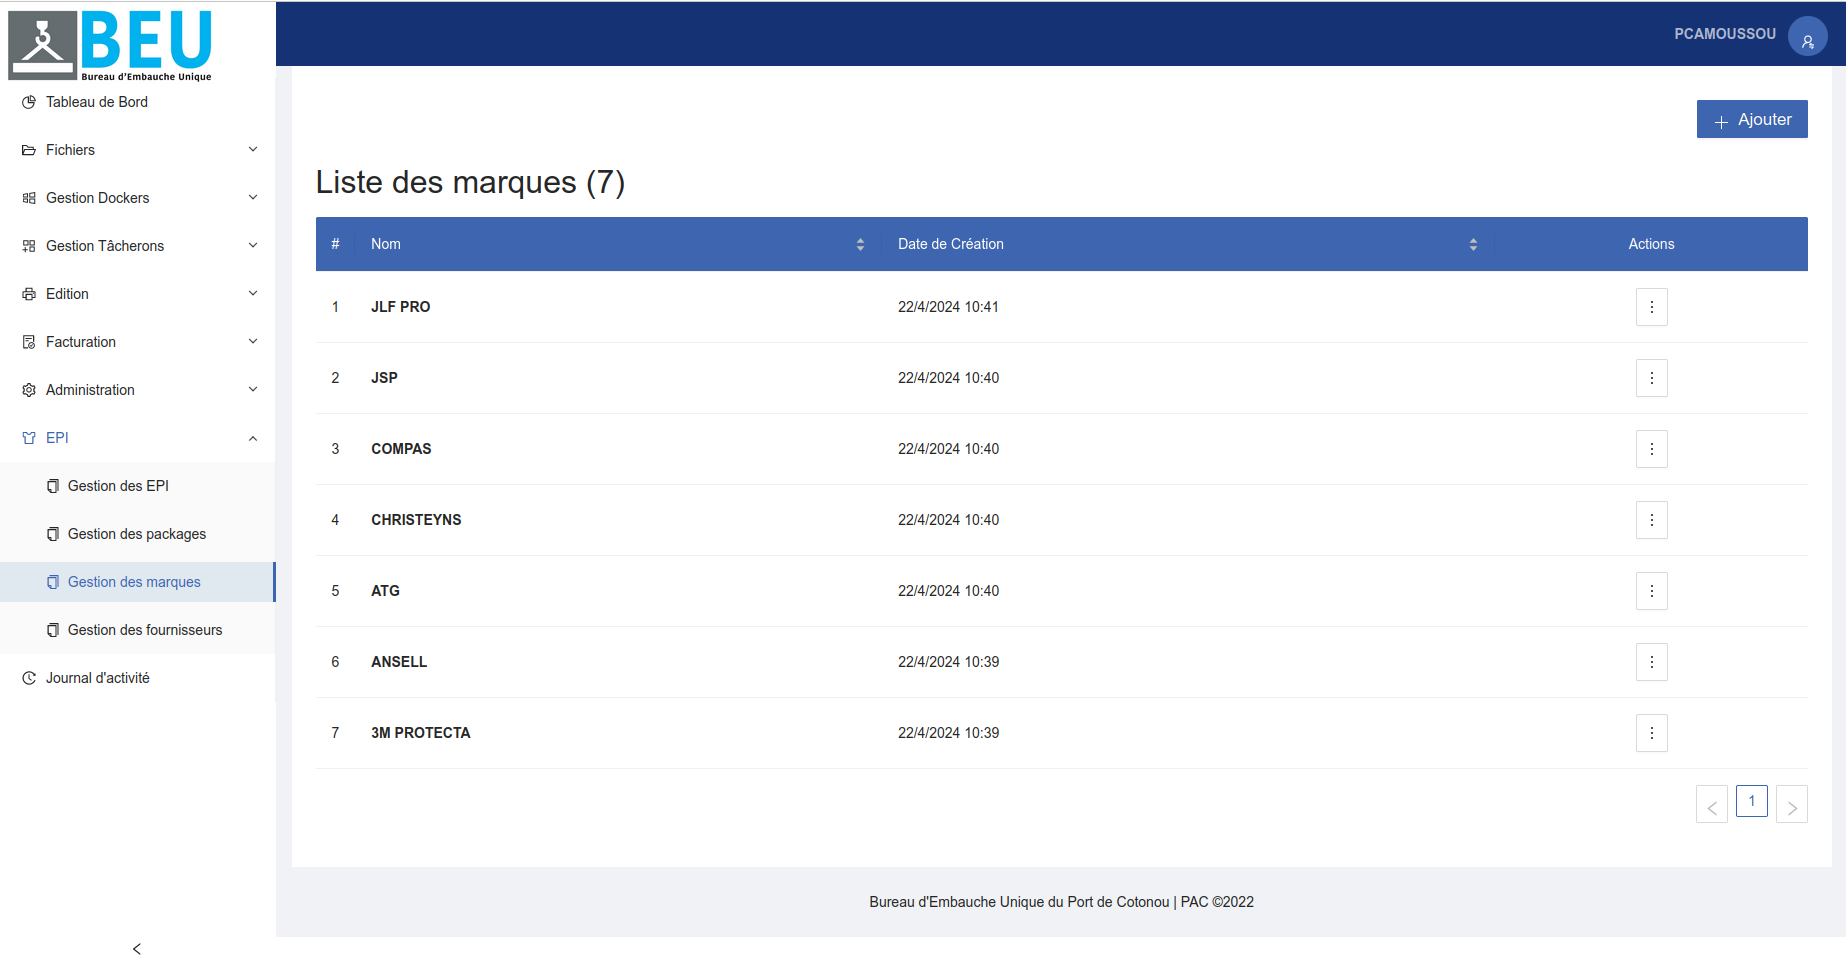 BEU
Bureau d'Embauche Unique
PCAMOUSSOU
Tableau de Bord
Fichiers
Gestion Dockers
Gestion Tâcherons
Edition
Facturation
Administration
EPI
Gestion des EPI
Gestion des packages
Gestion des marques
Gestion des fournisseurs
Journal d'activité
Ajouter
Liste des marques (7)
# Nom Date de Création Actions
1 JLF PRO 22/4/2024 10:41
2 JSP 22/4/2024 10:40
3 COMPAS 22/4/2024 10:40
4 CHRISTEYNS 22/4/2024 10:40
5 ATG 22/4/2024 10:40
6 ANSELL 22/4/2024 10:39
7 3M PROTECTA 22/4/2024 10:39
1
Bureau d'Embauche Unique du Port de Cotonou | PAC ©2022